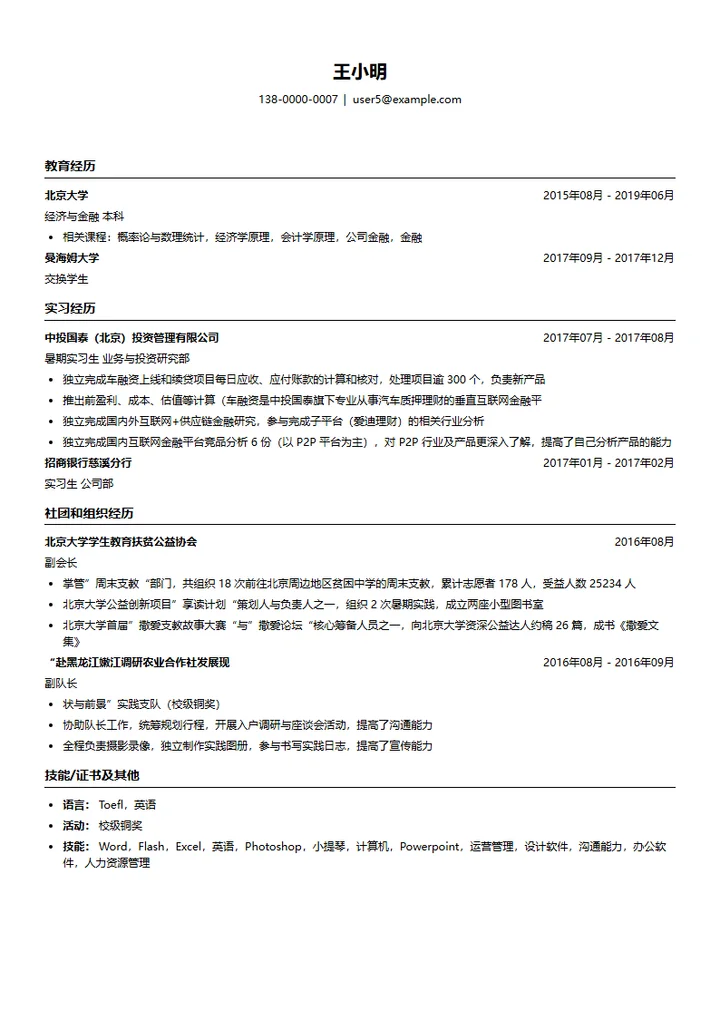 王小明
138-0000-0007 | user5@example.com
教育经历
北京大学 2015年08月 - 2019年06月
经济与金融 本科
• 相关课程：概率论与数理统计，经济学原理，会计学原理，公司金融，金融
曼海姆大学 2017年09月 - 2017年12月
交换学生
实习经历
中投国泰（北京）投资管理有限公司 2017年07月 - 2017年08月
暑期实习生 业务与投资研究部
• 独立完成车融资上线和续贷项目每日应收、应付账款的计算和核对，处理项目逾 300 个，负责新产品
• 推出前盈利、成本、估值等计算（车融资是中投国泰旗下专业从事汽车质押理财的垂直互联网金融平
• 独立完成国内外互联网+供应链金融研究，参与完成子平台（爱迪理财）的相关行业分析
• 独立完成国内互联网金融平台竞品分析 6 份（以 P2P 平台为主），对 P2P 行业及产品更深入了解，提高了自己分析产品的能力
招商银行慈溪分行 2017年01月 - 2017年02月
实习生 公司部
社团和组织经历
北京大学学生教育扶贫公益协会 2016年08月
副会长
• 掌管”周末支教“部门，共组织 18 次前往北京周边地区贫困中学的周末支教，累计志愿者 178 人，受益人数 25234 人
• 北京大学公益创新项目”享读计划“策划人与负责人之一，组织 2 次暑期实践，成立两座小型图书室
• 北京大学首届”撒爱支教故事大赛“与”撒爱论坛“核心筹备人员之一，向北京大学资深公益达人约稿 26 篇，成书《撒爱文
集》
“赴黑龙江嫩江调研农业合作社发展现 2016年08月 - 2016年09月
副队长
• 状与前景”实践支队（校级铜奖）
• 协助队长工作，统筹规划行程，开展入户调研与座谈会活动，提高了沟通能力
• 全程负责摄影录像，独立制作实践图册，参与书写实践日志，提高了宣传能力
技能/证书及其他
• 语言： Toefl，英语
• 活动： 校级铜奖
• 技能： Word，Flash，Excel，英语，Photoshop，小提琴，计算机，Powerpoint，运营管理，设计软件，沟通能力，办公软
件，人力资源管理